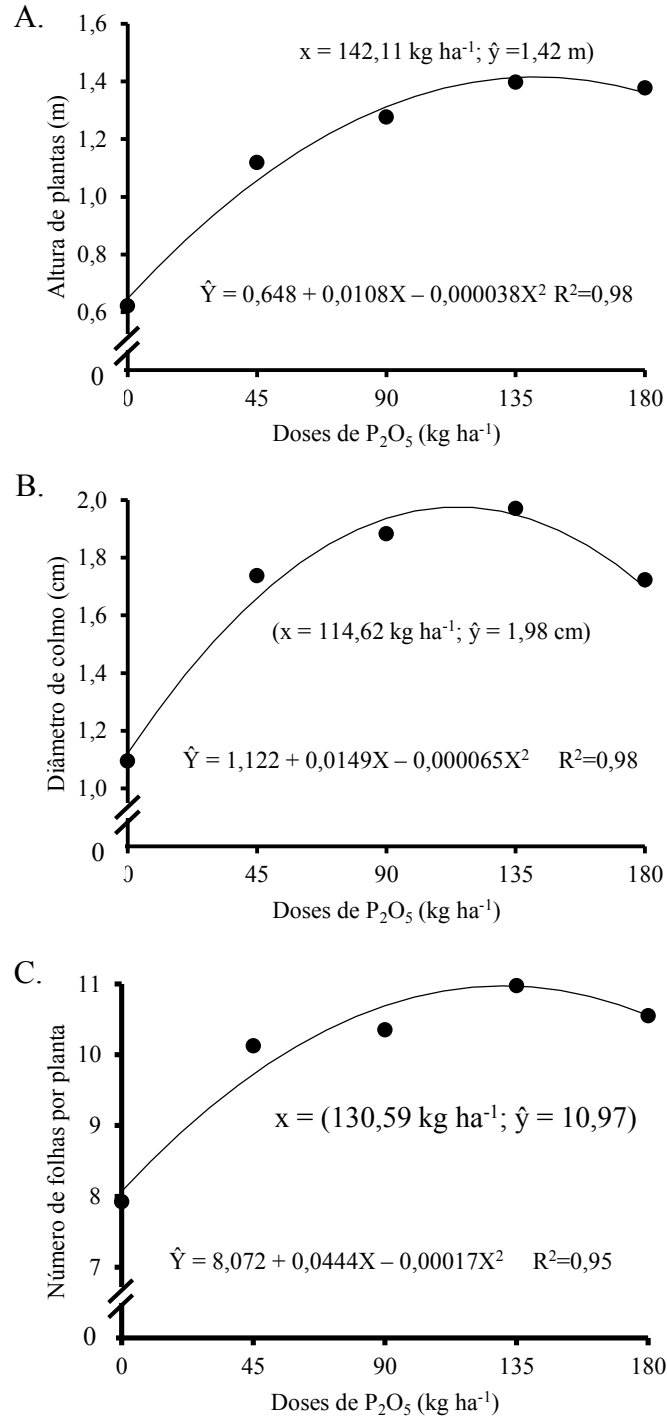 A.
1,6
x = 142,11 kg ha⁻¹; ŷ =1,42 m)
1,4
1,2
1,0
0,8
0,6
0
Altura de plantas (m)
Ŷ = 0,648 + 0,0108X – 0,000038X² R²=0,98
0 45 90 135 180
Doses de P₂O₅ (kg ha⁻¹)
B.
2,0
1,8
1,6
1,4
1,2
1,0
0
Diâmetro de colmo (cm)
(x = 114,62 kg ha⁻¹; ŷ = 1,98 cm)
Ŷ = 1,122 + 0,0149X – 0,000065X² R²=0,98
0 45 90 135 180
Doses de P₂O₅ (kg ha⁻¹)
C.
11
10
9
8
7
0
Número de folhas por planta
x = (130,59 kg ha⁻¹; ŷ = 10,97)
Ŷ = 8,072 + 0,0444X – 0,00017X² R²=0,95
0 45 90 135 180
Doses de P₂O₅ (kg ha⁻¹)